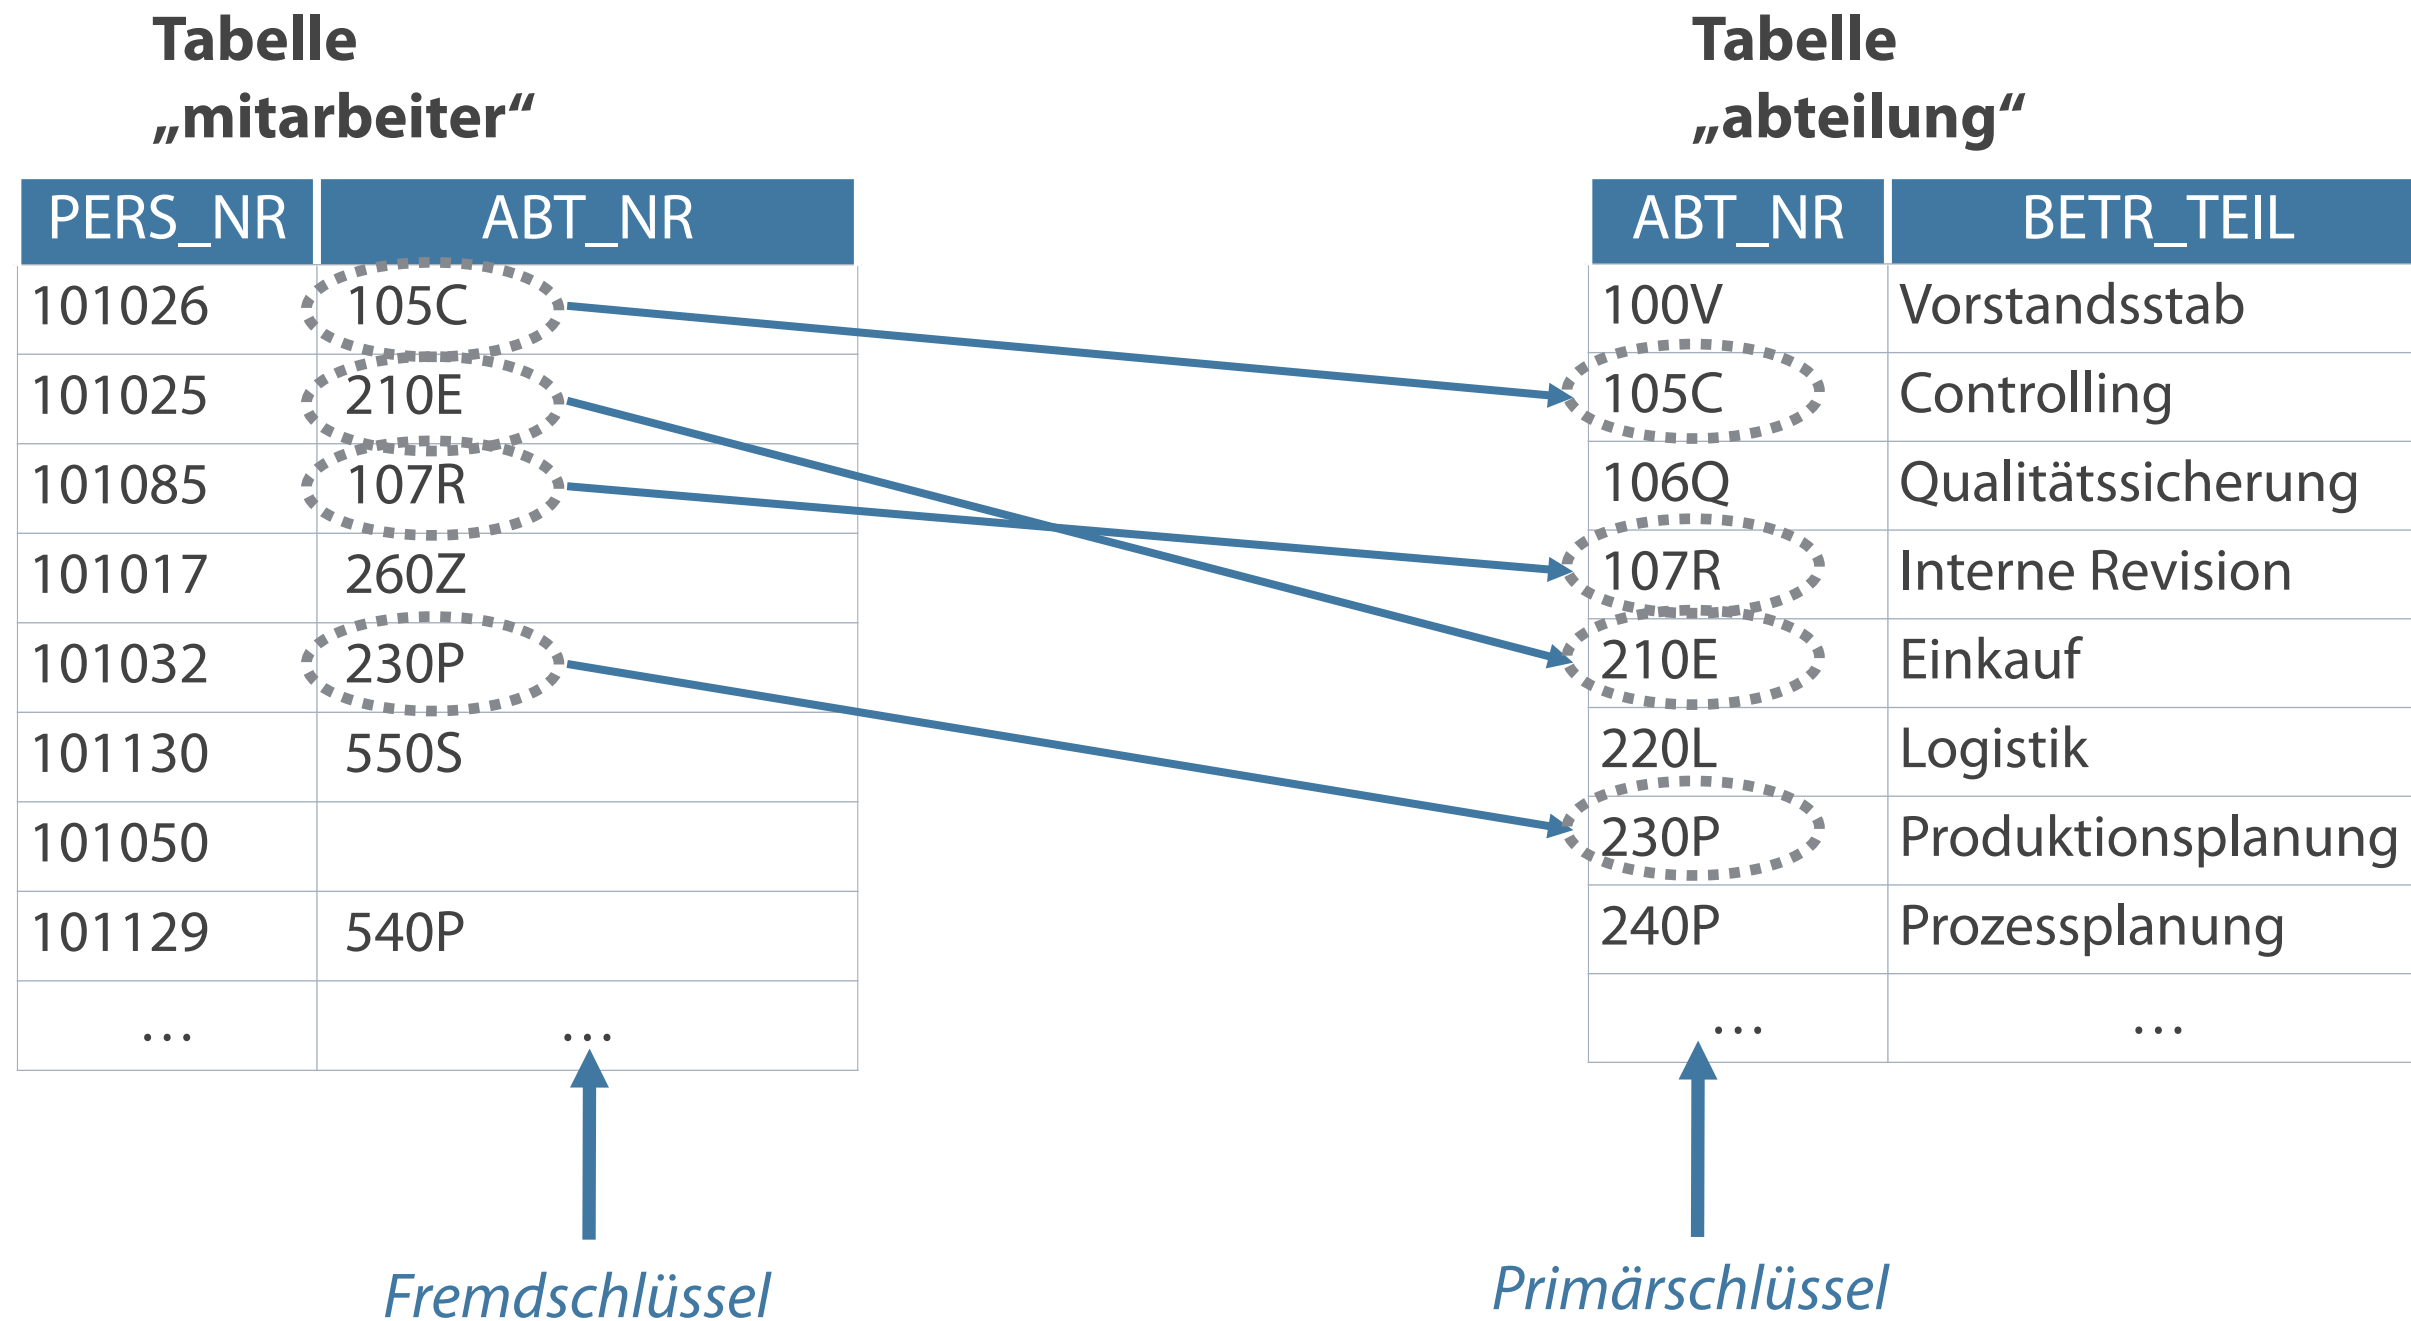 Tabelle
„mitarbeiter“
PERS_NR ABT_NR
101026 105C
101025 210E
101085 107R
101017 260Z
101032 230P
101130 550S
101050
101129 540P
... ...
Fremdschlüssel
Tabelle
„abteilung“
ABT_NR BETR_TEIL
100V Vorstandsstab
105C Controlling
106Q Qualitätssicherung
107R Interne Revision
210E Einkauf
220L Logistik
230P Produktionsplanung
240P Prozessplanung
... ...
Primärschlüssel